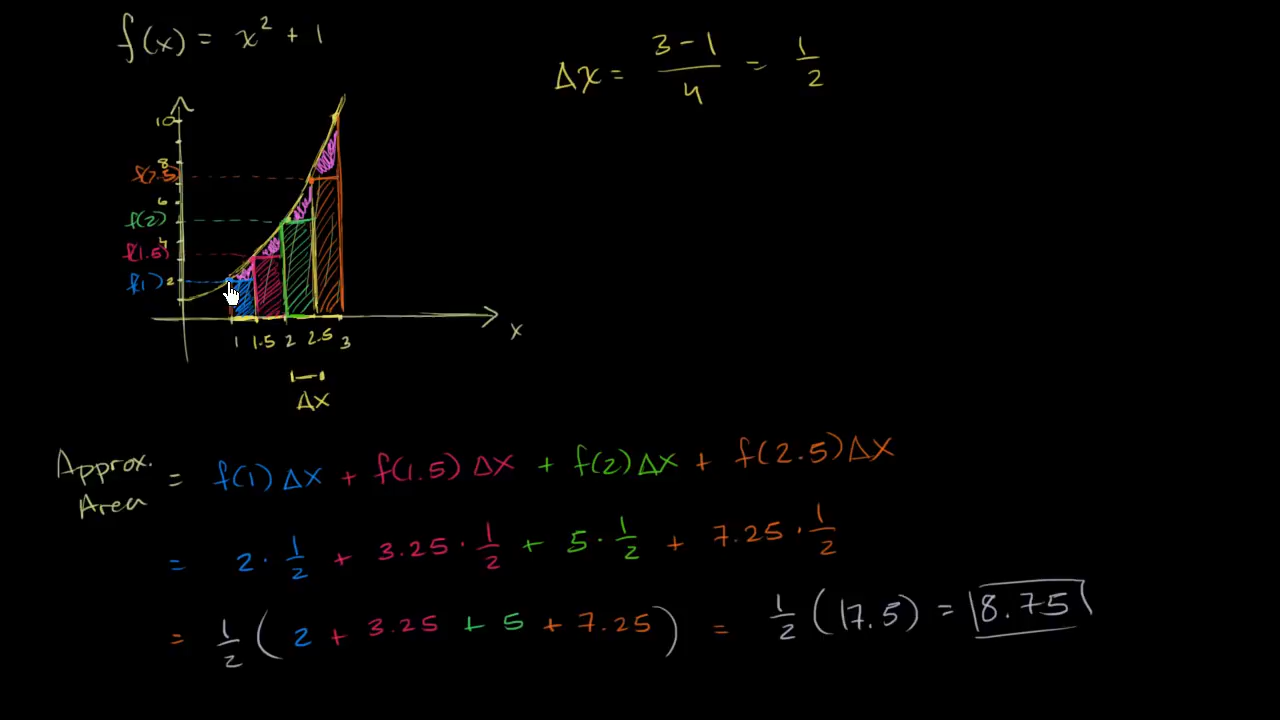 f(x) = x² + 1
Δx = (3 - 1)/4 = 1/2
10
8
f(2.5)
6
f(2)
4
f(1.5)
f(1) 2
1 1.5 2 2.5 3
x
Δx
Approx. Area = f(1)Δx + f(1.5)Δx + f(2)Δx + f(2.5)Δx
= 2 · 1/2 + 3.25 · 1/2 + 5 · 1/2 + 7.25 · 1/2
= 1/2 (2 + 3.25 + 5 + 7.25) = 1/2 (17.5) = 8.75